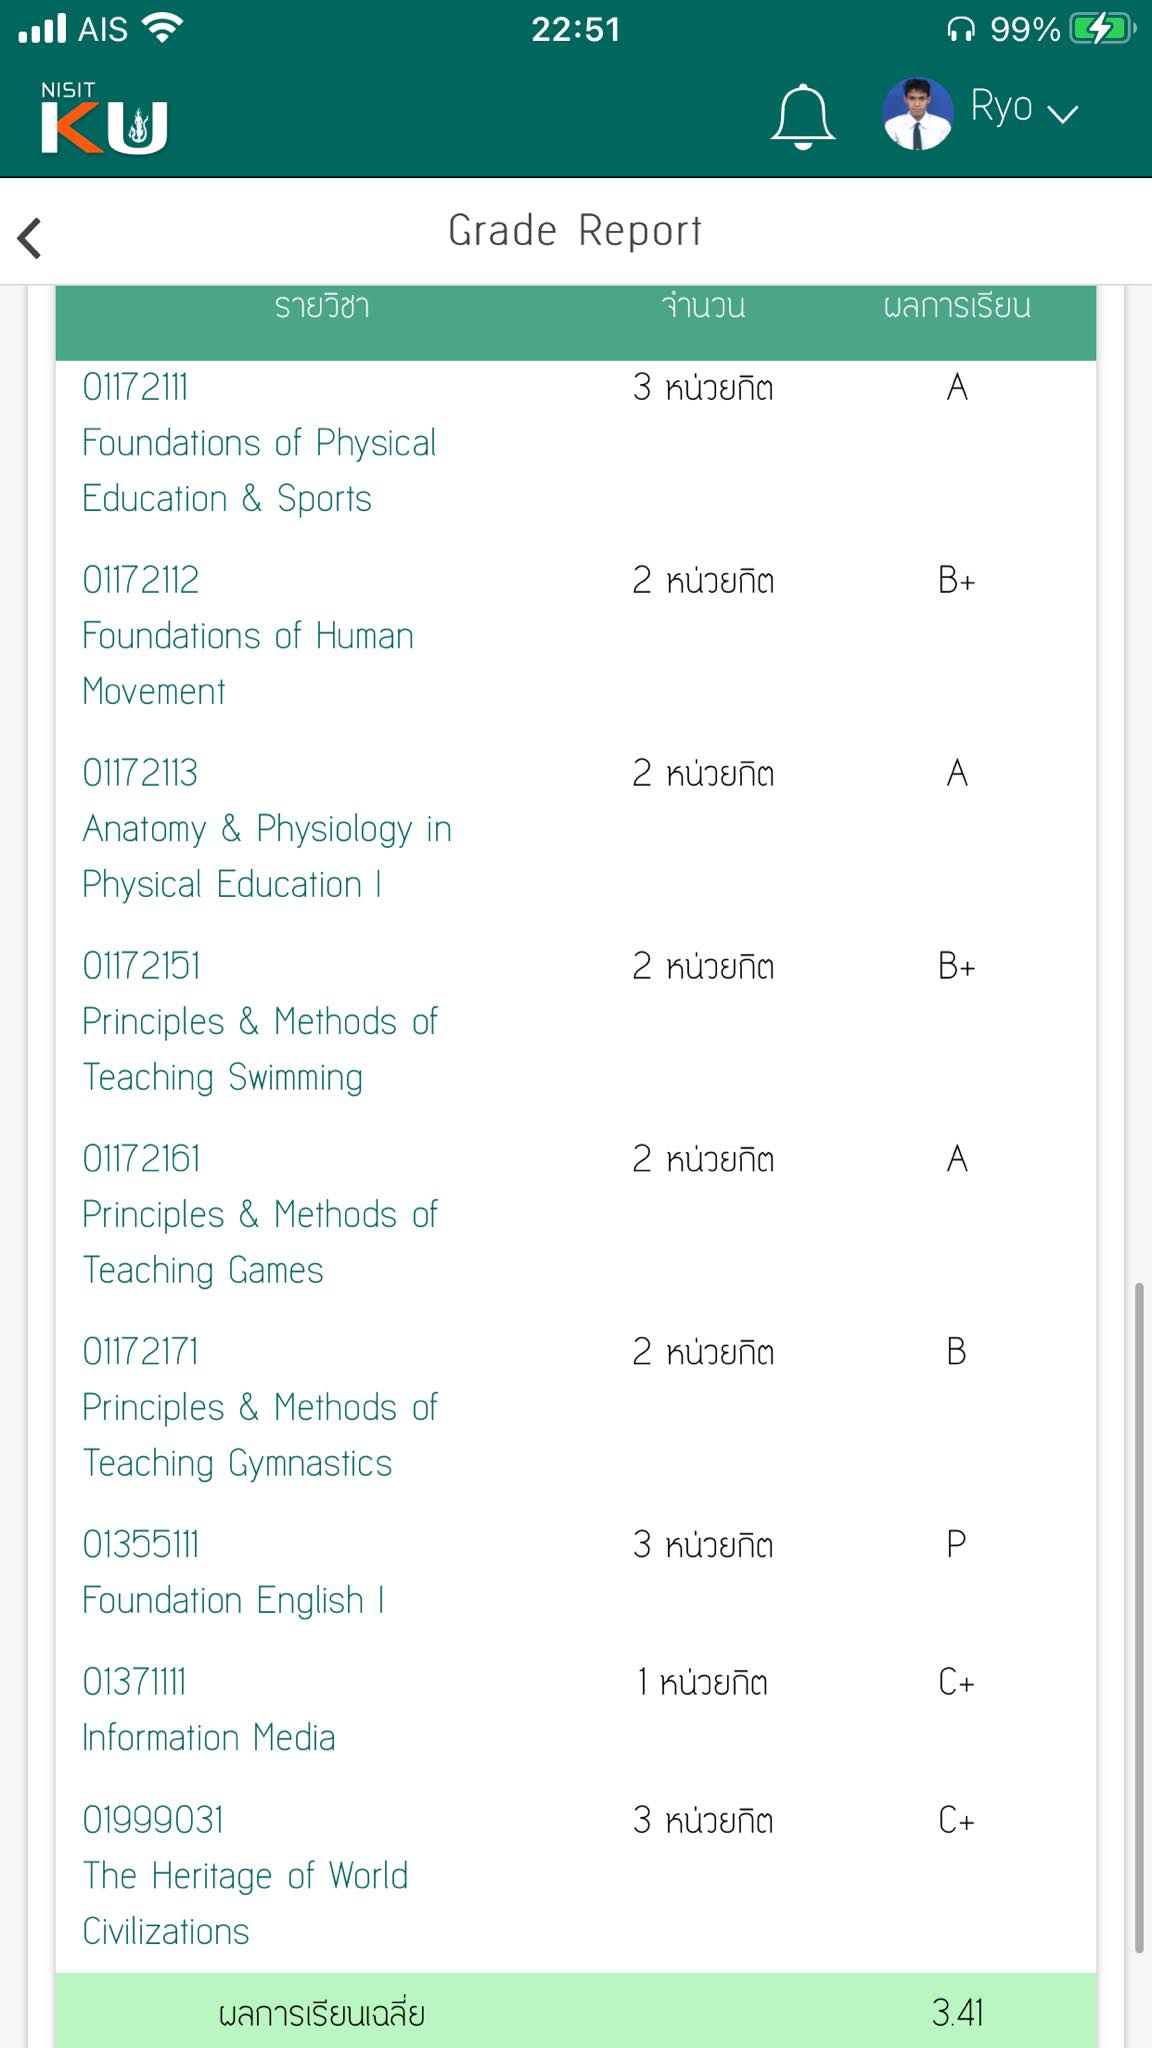 AIS 22:51 99%
NISIT
KU
Ryo
Grade Report
รายวิชา จำนวน ผลการเรียน
01172111 3 หน่วยกิต A
Foundations of Physical
Education & Sports
01172112 2 หน่วยกิต B+
Foundations of Human
Movement
01172113 2 หน่วยกิต A
Anatomy & Physiology in
Physical Education I
01172151 2 หน่วยกิต B+
Principles & Methods of
Teaching Swimming
01172161 2 หน่วยกิต A
Principles & Methods of
Teaching Games
01172171 2 หน่วยกิต B
Principles & Methods of
Teaching Gymnastics
01355111 3 หน่วยกิต P
Foundation English I
01371111 1 หน่วยกิต C+
Information Media
01999031 3 หน่วยกิต C+
The Heritage of World
Civilizations
ผลการเรียนเฉลี่ย 3.41